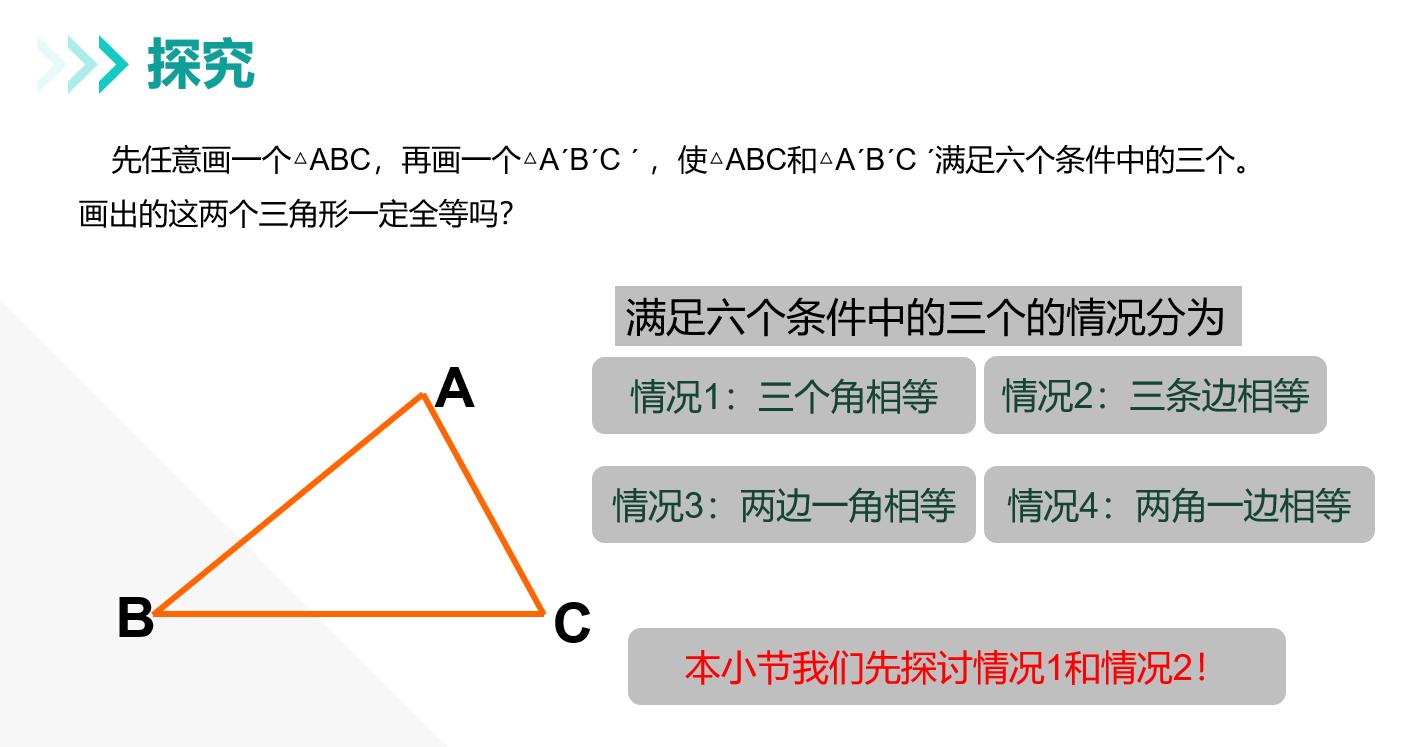 探究
先任意画一个△ABC，再画一个△A´B´C ´ ，使△ABC和△A´B´C ´满足六个条件中的三个。
画出的这两个三角形一定全等吗？
满足六个条件中的三个的情况分为
情况1：三个角相等
情况2：三条边相等
情况3：两边一角相等
情况4：两角一边相等
A
B
C
本小节我们先探讨情况1和情况2！